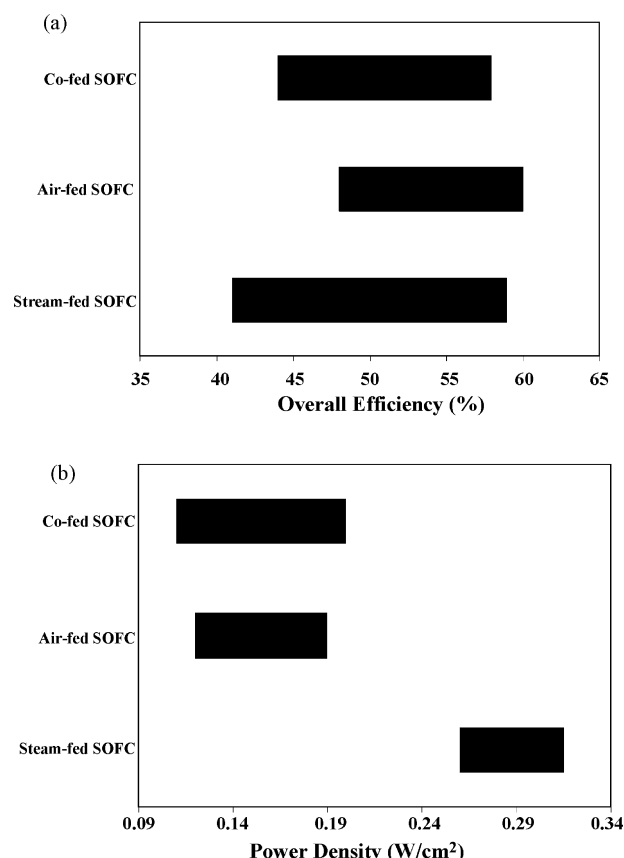 (a)
Co-fed SOFC
Air-fed SOFC
Stream-fed SOFC
35 40 45 50 55 60 65
Overall Efficiency (%)
(b)
Co-fed SOFC
Air-fed SOFC
Steam-fed SOFC
0.09 0.14 0.19 0.24 0.29 0.34
Power Density (W/cm²)